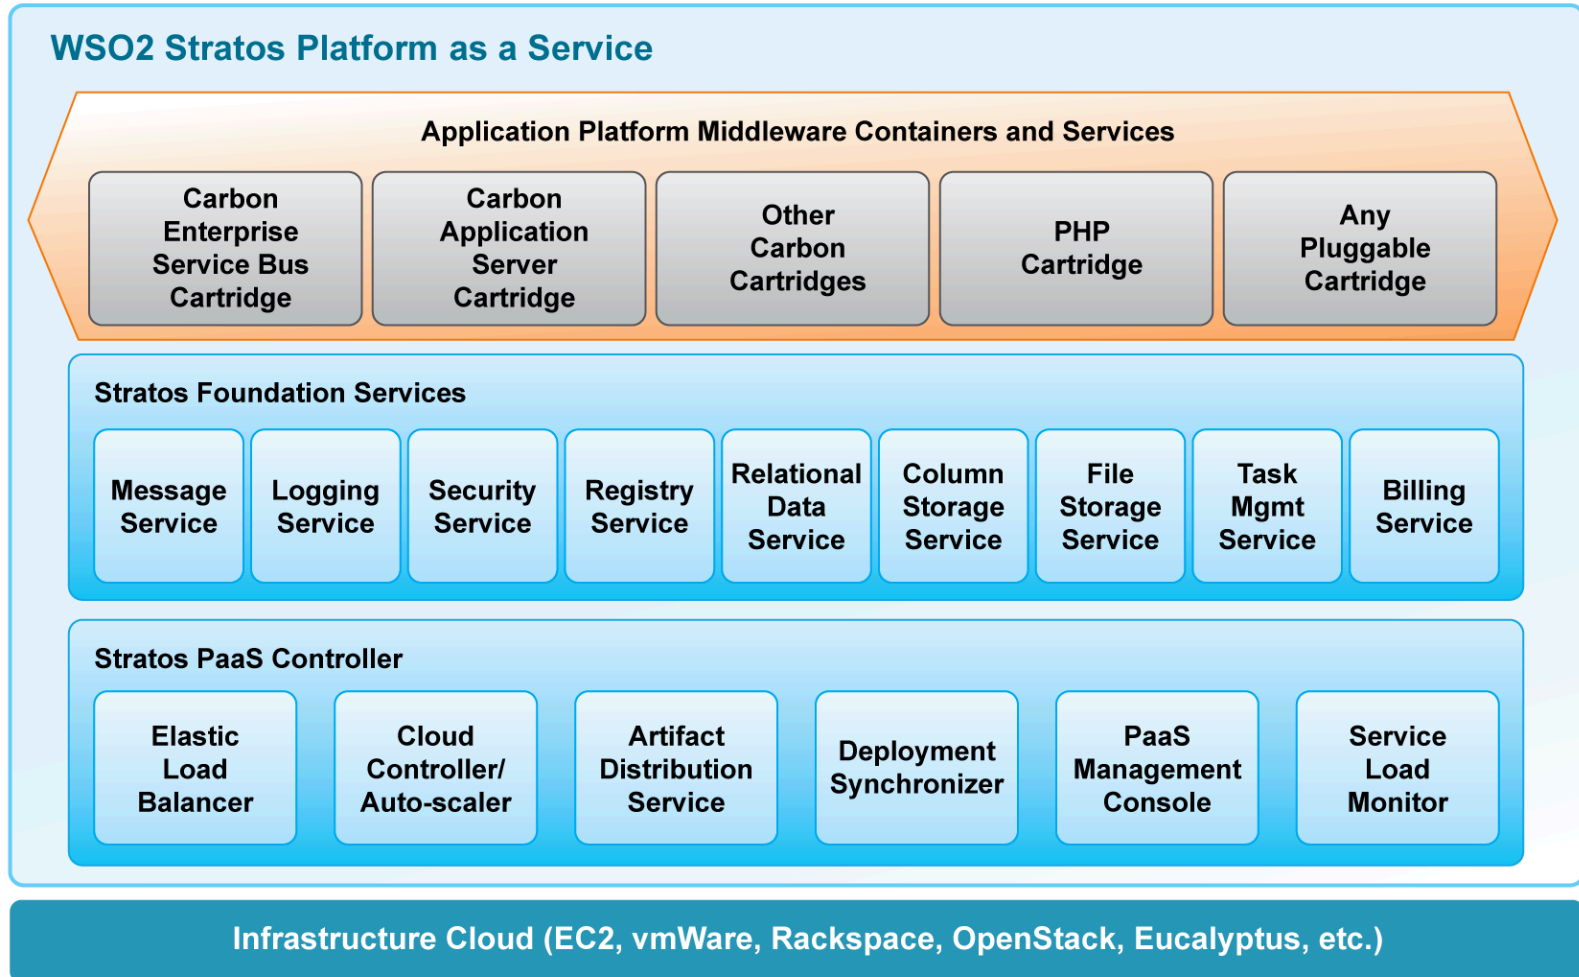 WSO2 Stratos Platform as a Service
Application Platform Middleware Containers and Services
Carbon
Enterprise
Service Bus
Cartridge
Carbon
Application
Server
Cartridge
Other
Carbon
Cartridges
PHP
Cartridge
Any
Pluggable
Cartridge
Stratos Foundation Services
Message
Service
Logging
Service
Security
Service
Registry
Service
Relational
Data
Service
Column
Storage
Service
File
Storage
Service
Task
Mgmt
Service
Billing
Service
Stratos PaaS Controller
Elastic
Load
Balancer
Cloud
Controller/
Auto-scaler
Artifact
Distribution
Service
Deployment
Synchronizer
PaaS
Management
Console
Service
Load
Monitor
Infrastructure Cloud (EC2, vmWare, Rackspace, OpenStack, Eucalyptus, etc.)